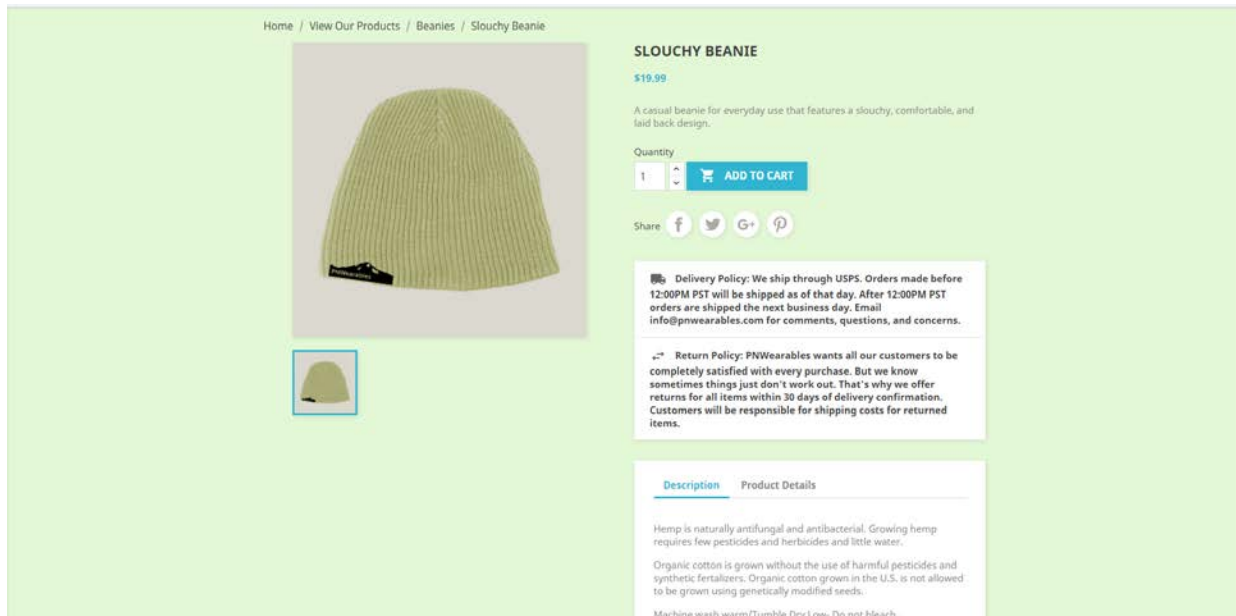 Home / View Our Products / Beanies / Slouchy Beanie
SLOUCHY BEANIE
$19.99
A casual beanie for everyday use that features a slouchy, comfortable, and
laid back design.
Quantity
1
ADD TO CART
Share
Delivery Policy: We ship through USPS. Orders made before
12:00PM PST will be shipped as of that day. After 12:00PM PST
orders are shipped the next business day. Email
info@pnwearables.com for comments, questions, and concerns.
Return Policy: PNWearables wants all our customers to be
completely satisfied with every purchase. But we know
sometimes things just don't work out. That's why we offer
returns for all items within 30 days of delivery confirmation.
Customers will be responsible for shipping costs for returned
items.
Description Product Details
Hemp is naturally antifungal and antibacterial. Growing hemp
requires few pesticides and herbicides and little water.
Organic cotton is grown without the use of harmful pesticides and
synthetic fertalizers. Organic cotton grown in the U.S. is not allowed
to be grown using genetically modified seeds.
Machine wash warm/Tumble Dry Low- Do not bleach
PNWearables